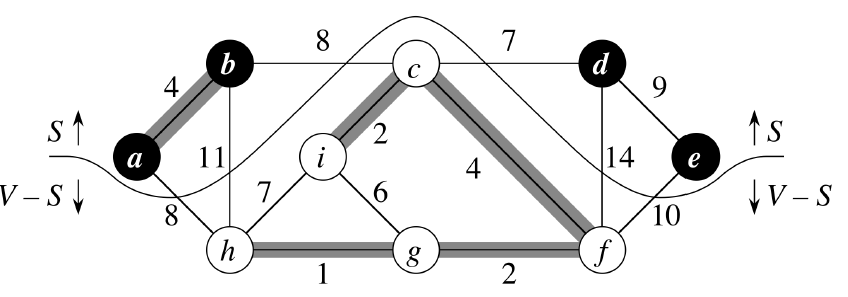 8 7
b c d
4 9
S ↑ 2 ↑ S
a 11 i 4 14 e
V – S ↓ 7 6 ↓ V – S
8 10
h g f
1 2